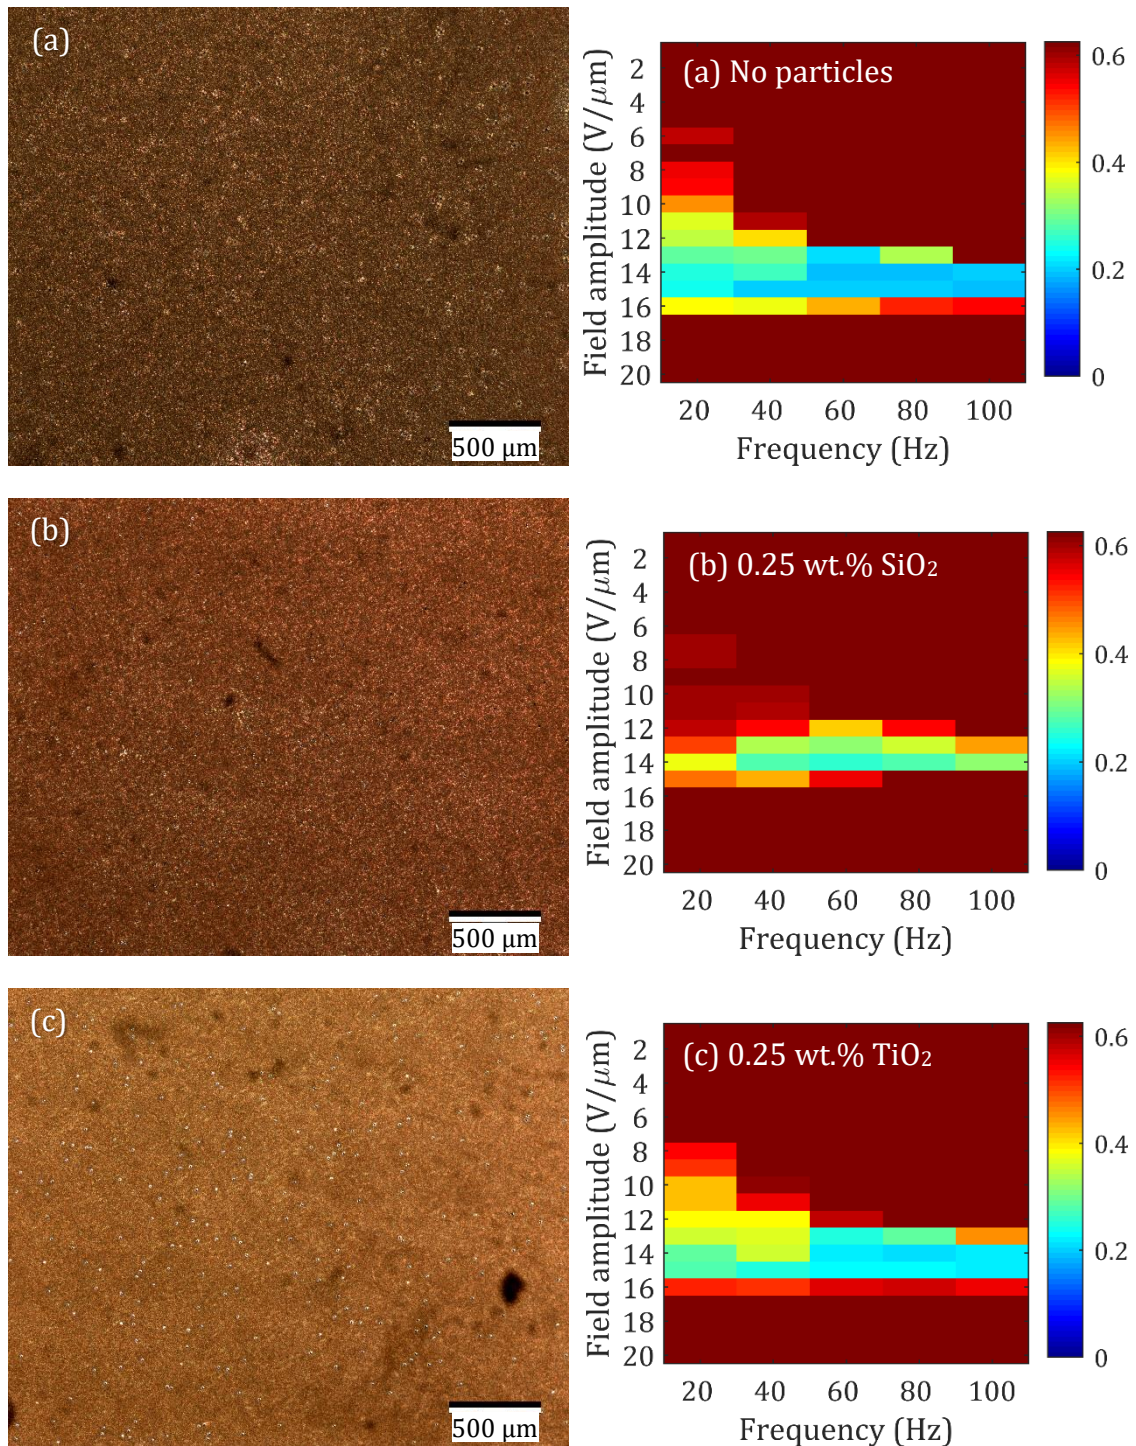 (a)
500 μm
(a) No particles
Field amplitude (V/μm)
2
4
6
8
10
12
14
16
18
20
20 40 60 80 100
Frequency (Hz)
0.6
0.4
0.2
0
(b)
500 μm
(b) 0.25 wt.% SiO₂
Field amplitude (V/μm)
2
4
6
8
10
12
14
16
18
20
20 40 60 80 100
Frequency (Hz)
0.6
0.4
0.2
0
(c)
500 μm
(c) 0.25 wt.% TiO₂
Field amplitude (V/μm)
2
4
6
8
10
12
14
16
18
20
20 40 60 80 100
Frequency (Hz)
0.6
0.4
0.2
0